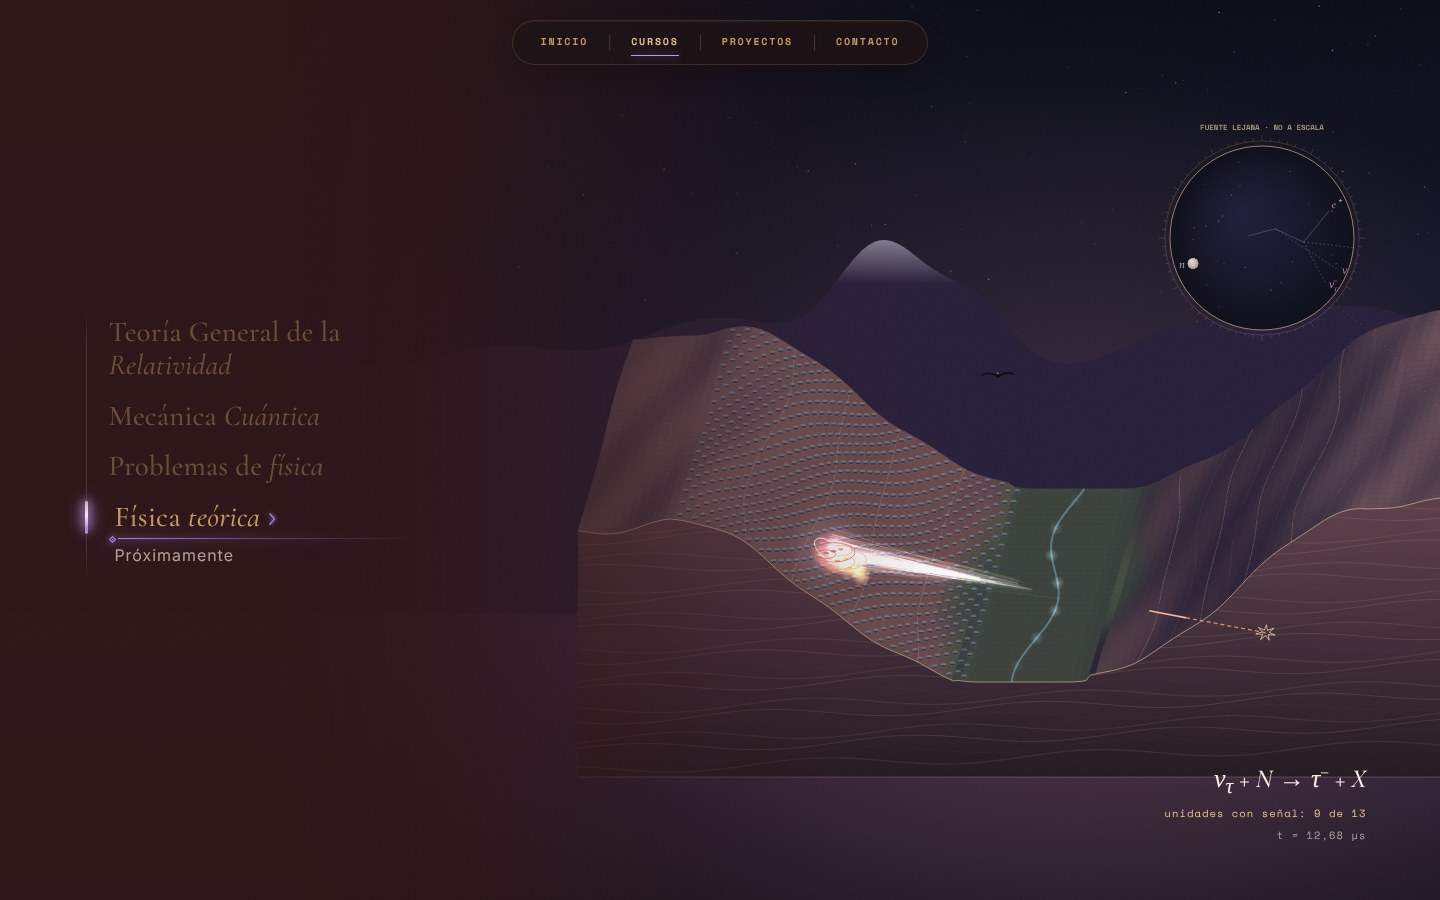 INICIO
CURSOS
PROYECTOS
CONTACTO
FUENTE LEJANA · NO A ESCALA
n
e⁺
ν
Teoría General de la
Relatividad
Mecánica Cuántica
Problemas de física
Física teórica ›
Próximamente
ντ + N → τ⁻ + X
unidades con señal: 9 de 13
t = 12,68 µs